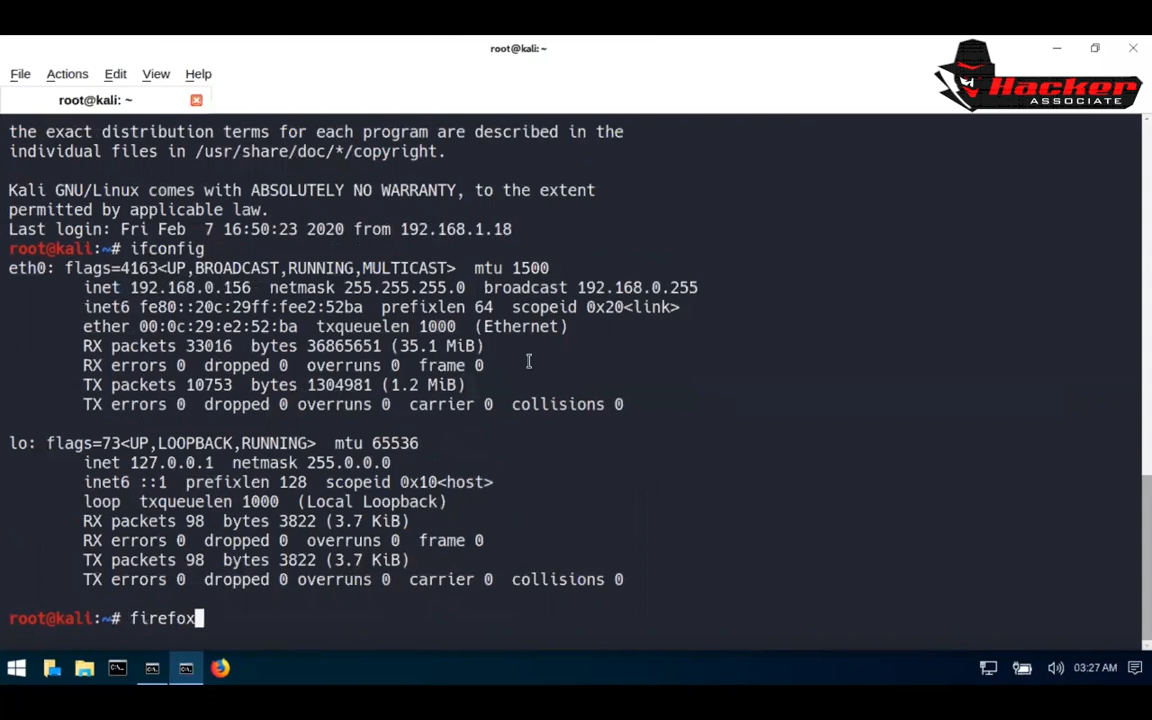 root@kali:~
Hacker
ASSOCIATE
File Actions Edit View Help
root@kali: ~
the exact distribution terms for each program are described in the
individual files in /usr/share/doc/*/copyright.
Kali GNU/Linux comes with ABSOLUTELY NO WARRANTY, to the extent
permitted by applicable law.
Last login: Fri Feb  7 16:50:23 2020 from 192.168.1.18
root@kali:~# ifconfig
eth0: flags=4163<UP,BROADCAST,RUNNING,MULTICAST>  mtu 1500
        inet 192.168.0.156  netmask 255.255.255.0  broadcast 192.168.0.255
        inet6 fe80::20c:29ff:fee2:52ba  prefixlen 64  scopeid 0x20<link>
        ether 00:0c:29:e2:52:ba  txqueuelen 1000  (Ethernet)
        RX packets 33016  bytes 36865651 (35.1 MiB)
        RX errors 0  dropped 0  overruns 0  frame 0
        TX packets 10753  bytes 1304981 (1.2 MiB)
        TX errors 0  dropped 0 overruns 0  carrier 0  collisions 0
lo: flags=73<UP,LOOPBACK,RUNNING>  mtu 65536
        inet 127.0.0.1  netmask 255.0.0.0
        inet6 ::1  prefixlen 128  scopeid 0x10<host>
        loop  txqueuelen 1000  (Local Loopback)
        RX packets 98  bytes 3822 (3.7 KiB)
        RX errors 0  dropped 0  overruns 0  frame 0
        TX packets 98  bytes 3822 (3.7 KiB)
        TX errors 0  dropped 0 overruns 0  carrier 0  collisions 0
root@kali:~# firefox
03:27 AM